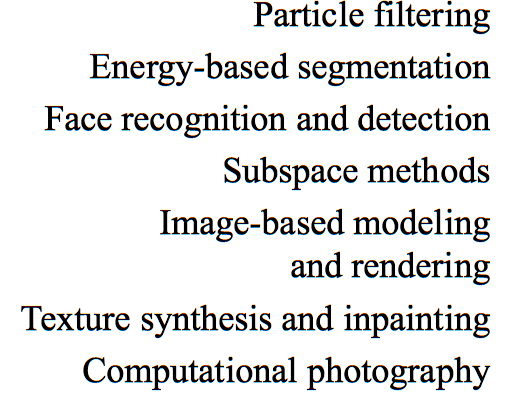 Particle filtering
Energy-based segmentation
Face recognition and detection
Subspace methods
Image-based modeling
and rendering
Texture synthesis and inpainting
Computational photography